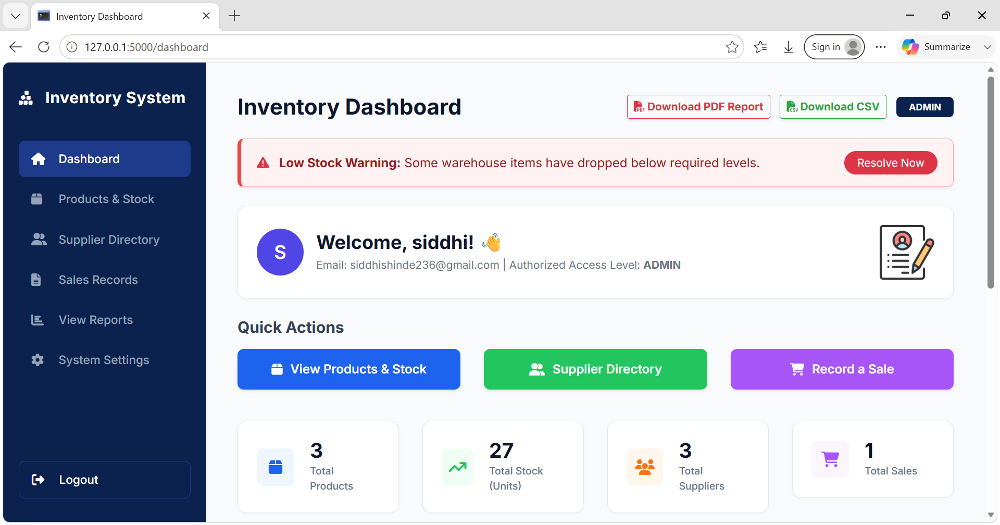 Inventory Dashboard
127.0.0.1:5000/dashboard
Sign in
Summarize
Inventory System
Dashboard
Products & Stock
Supplier Directory
Sales Records
View Reports
System Settings
Logout
Inventory Dashboard
PDF Download PDF Report
CSV Download CSV
ADMIN
Low Stock Warning: Some warehouse items have dropped below required levels.
Resolve Now
S
Welcome, siddhi! 👋
Email: siddhishinde236@gmail.com | Authorized Access Level: ADMIN
Quick Actions
View Products & Stock
Supplier Directory
Record a Sale
3
Total
Products
27
Total Stock
(Units)
3
Total
Suppliers
1
Total Sales